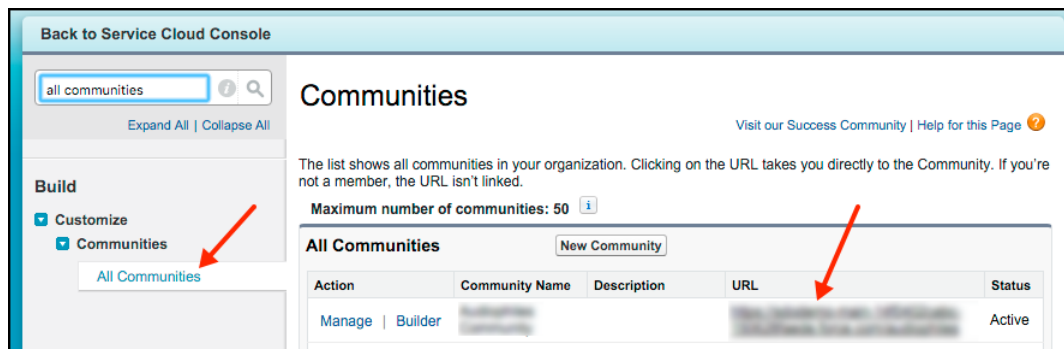 Back to Service Cloud Console
all communities
Expand All | Collapse All
Build
Customize
Communities
All Communities
Communities
Visit our Success Community | Help for this Page
The list shows all communities in your organization. Clicking on the URL takes you directly to the Community. If you're
not a member, the URL isn't linked.
Maximum number of communities: 50
All Communities New Community
Action Community Name Description URL Status
Manage | Builder Active